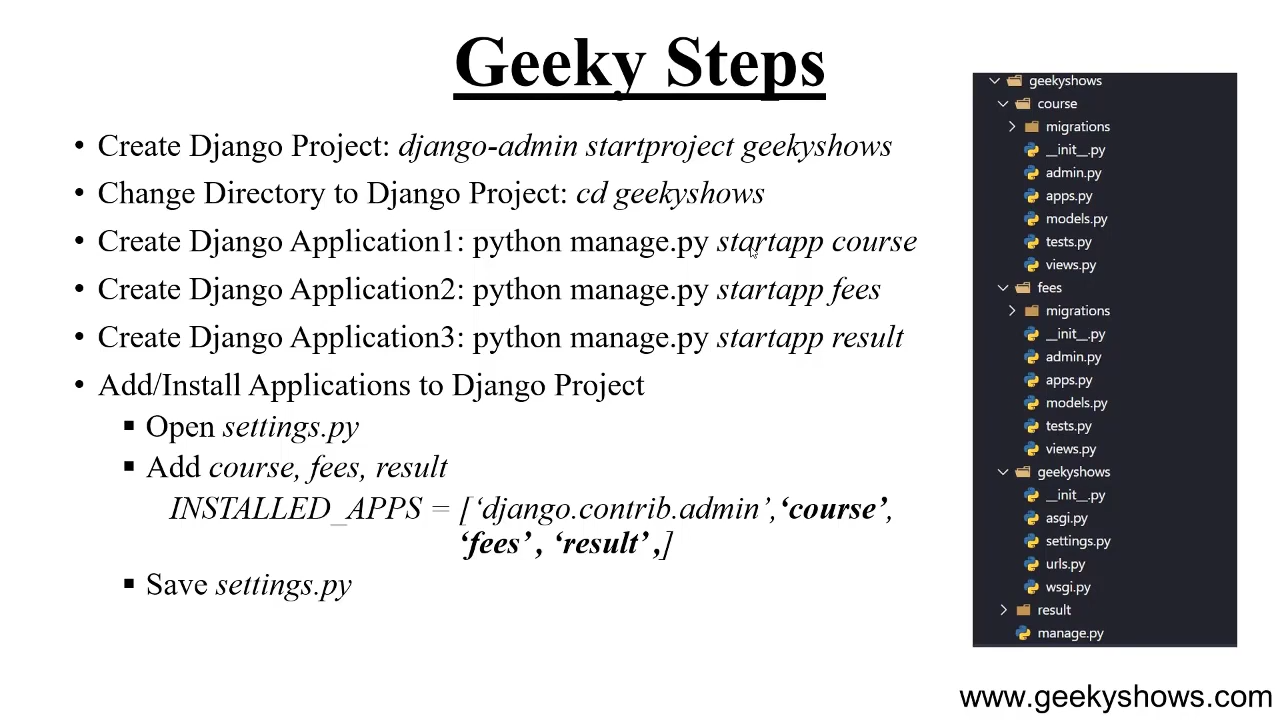 Geeky Steps
• Create Django Project: django-admin startproject geekyshows
• Change Directory to Django Project: cd geekyshows
• Create Django Application1: python manage.py startapp course
• Create Django Application2: python manage.py startapp fees
• Create Django Application3: python manage.py startapp result
• Add/Install Applications to Django Project
▪ Open settings.py
▪ Add course, fees, result
INSTALLED_APPS = [‘django.contrib.admin’,‘course’,
‘fees’ , ‘result’ ,]
▪ Save settings.py
geekyshows
course
migrations
__init__.py
admin.py
apps.py
models.py
tests.py
views.py
fees
migrations
__init__.py
admin.py
apps.py
models.py
tests.py
views.py
geekyshows
__init__.py
asgi.py
settings.py
urls.py
wsgi.py
result
manage.py
www.geekyshows.com